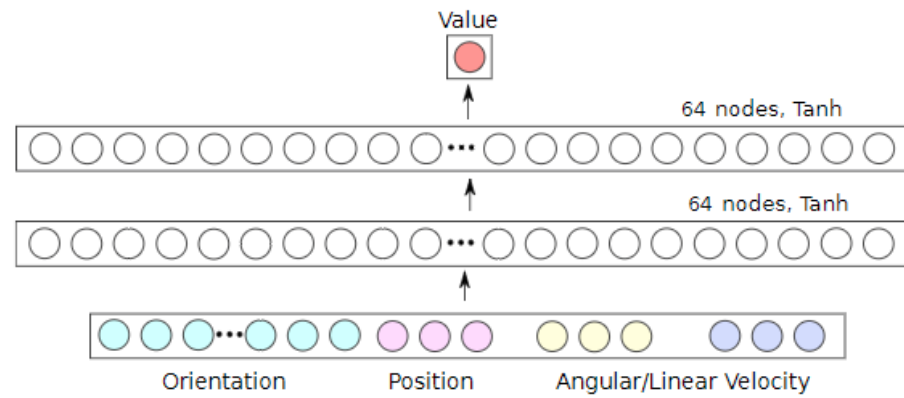 Value
64 nodes, Tanh
64 nodes, Tanh
Orientation
Position
Angular/Linear Velocity